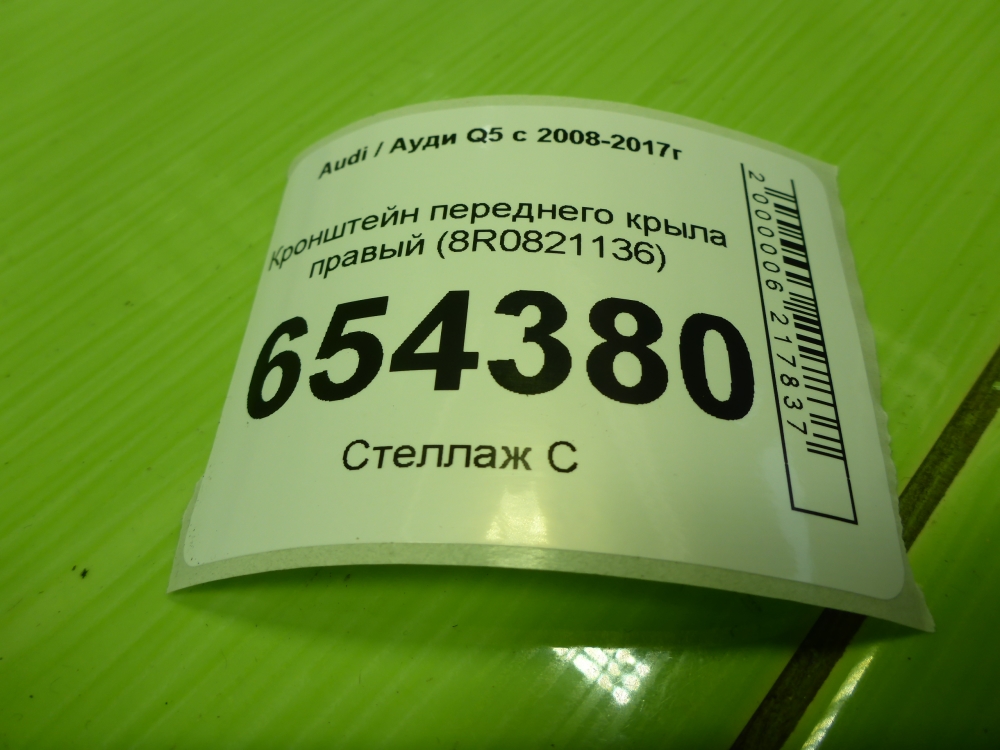 Audi / Ауди Q5 с 2008-2017г
Кронштейн переднего крыла
правый (8R0821136)
654380
Стеллаж С
2000006217837